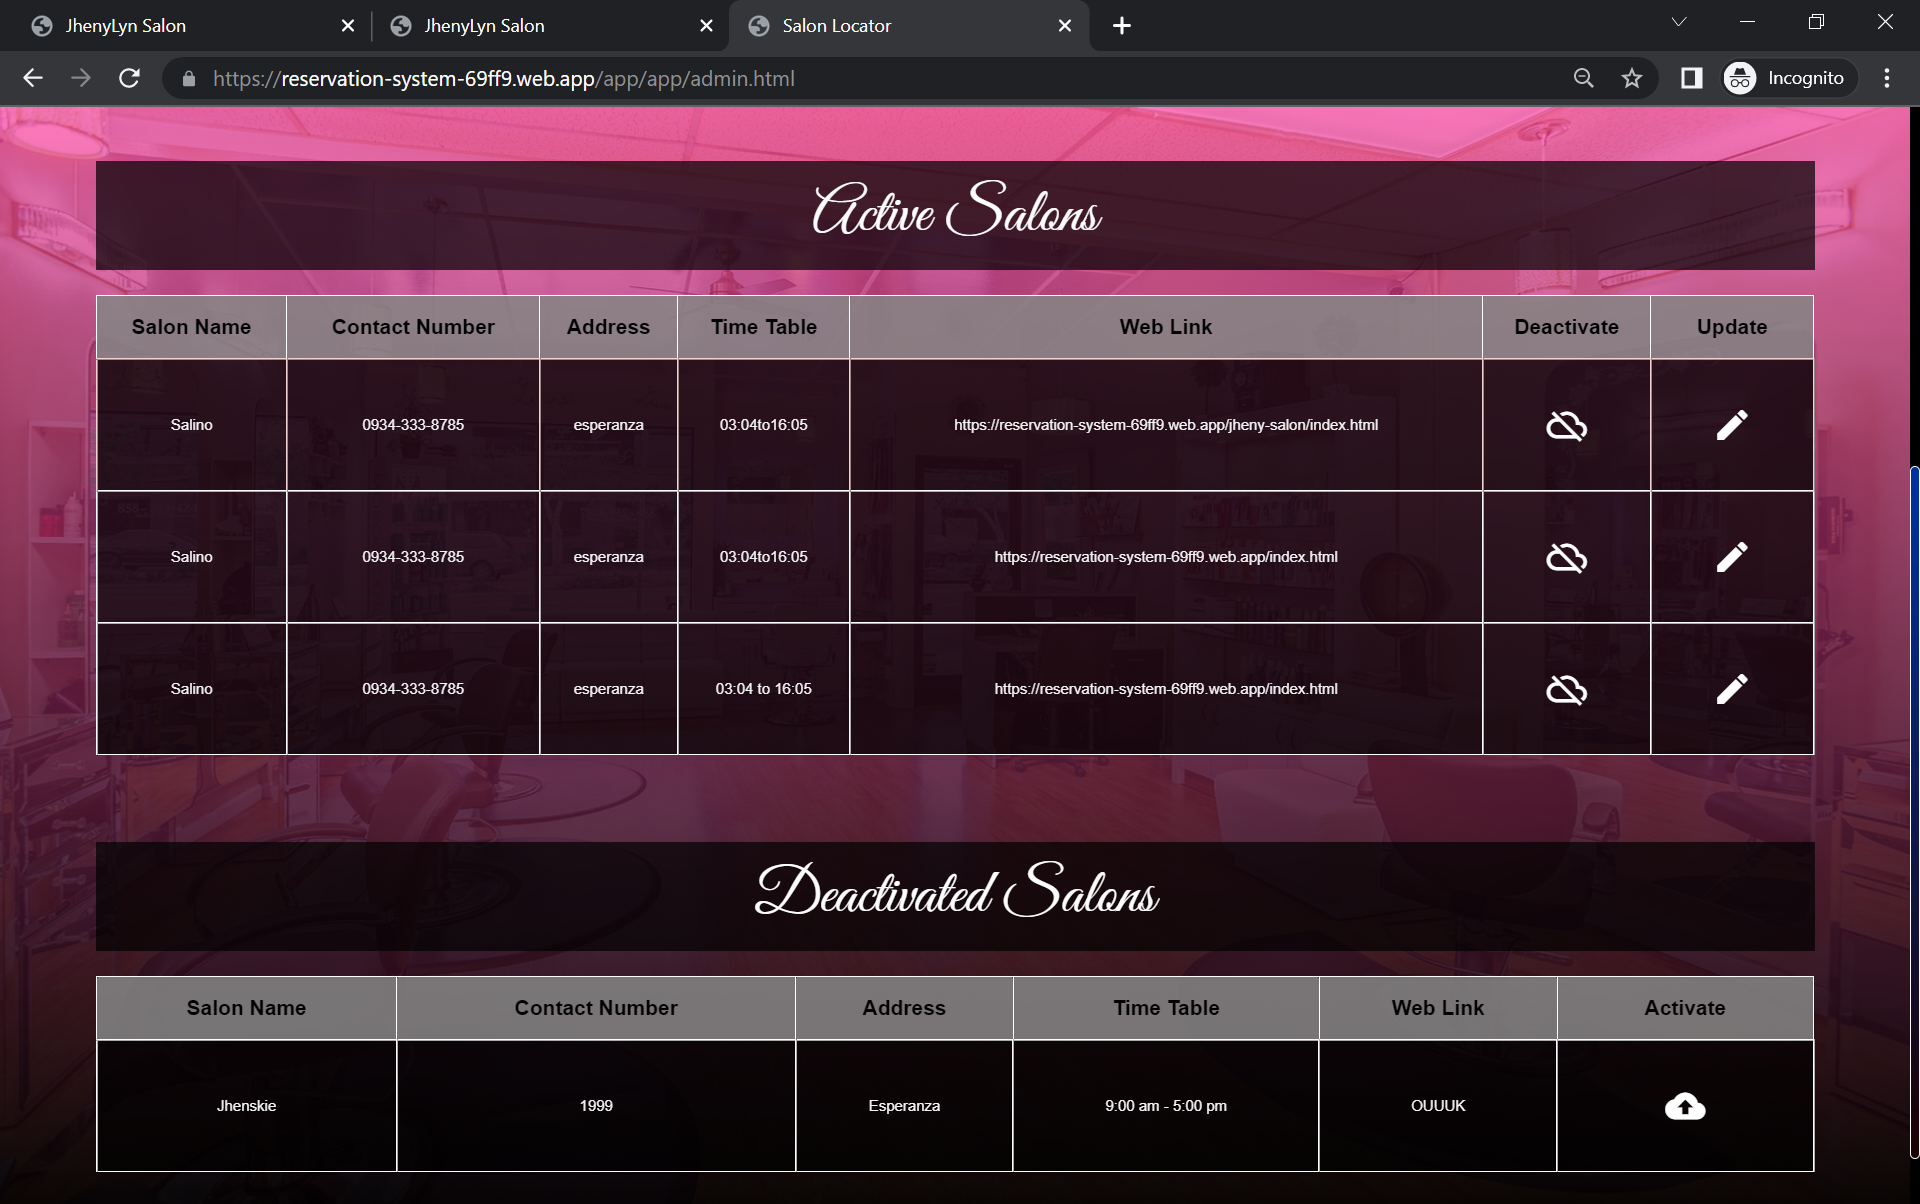 JhenyLyn Salon
JhenyLyn Salon
Salon Locator
https://reservation-system-69ff9.web.app/app/app/admin.html
Incognito
Active Salons
Salon Name Contact Number Address Time Table Web Link Deactivate Update
Salino 0934-333-8785 esperanza 03:04to16:05 https://reservation-system-69ff9.web.app/jheny-salon/index.html
Salino 0934-333-8785 esperanza 03:04to16:05 https://reservation-system-69ff9.web.app/index.html
Salino 0934-333-8785 esperanza 03:04 to 16:05 https://reservation-system-69ff9.web.app/index.html
Deactivated Salons
Salon Name Contact Number Address Time Table Web Link Activate
Jhenskie 1999 Esperanza 9:00 am - 5:00 pm OUUUK